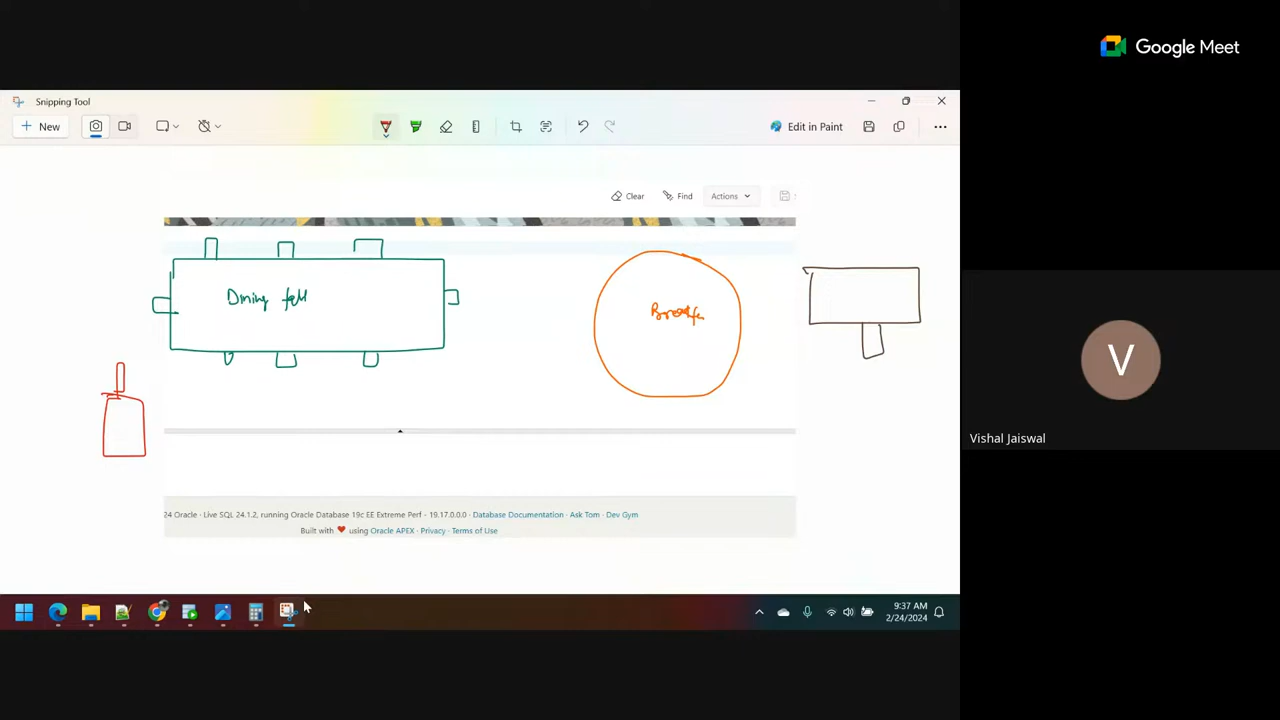 Google Meet
Snipping Tool
New
Edit in Paint
Clear
Find
Actions
Dining
24 Oracle · Live SQL 24.1.2, running Oracle Database 19c EE Extreme Perf - 19.17.0.0.0 · Database Documentation · Ask Tom · Dev Gym
Built with ❤ using Oracle APEX · Privacy · Terms of Use
Vishal Jaiswal
V
9:37 AM
2/24/2024